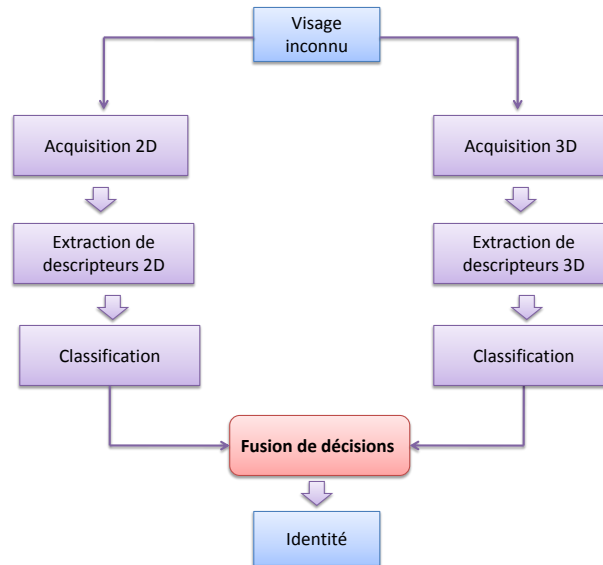 Visage
inconnu
Acquisition 2D
Acquisition 3D
Extraction de
descripteurs 2D
Extraction de
descripteurs 3D
Classification
Classification
Fusion de décisions
Identité